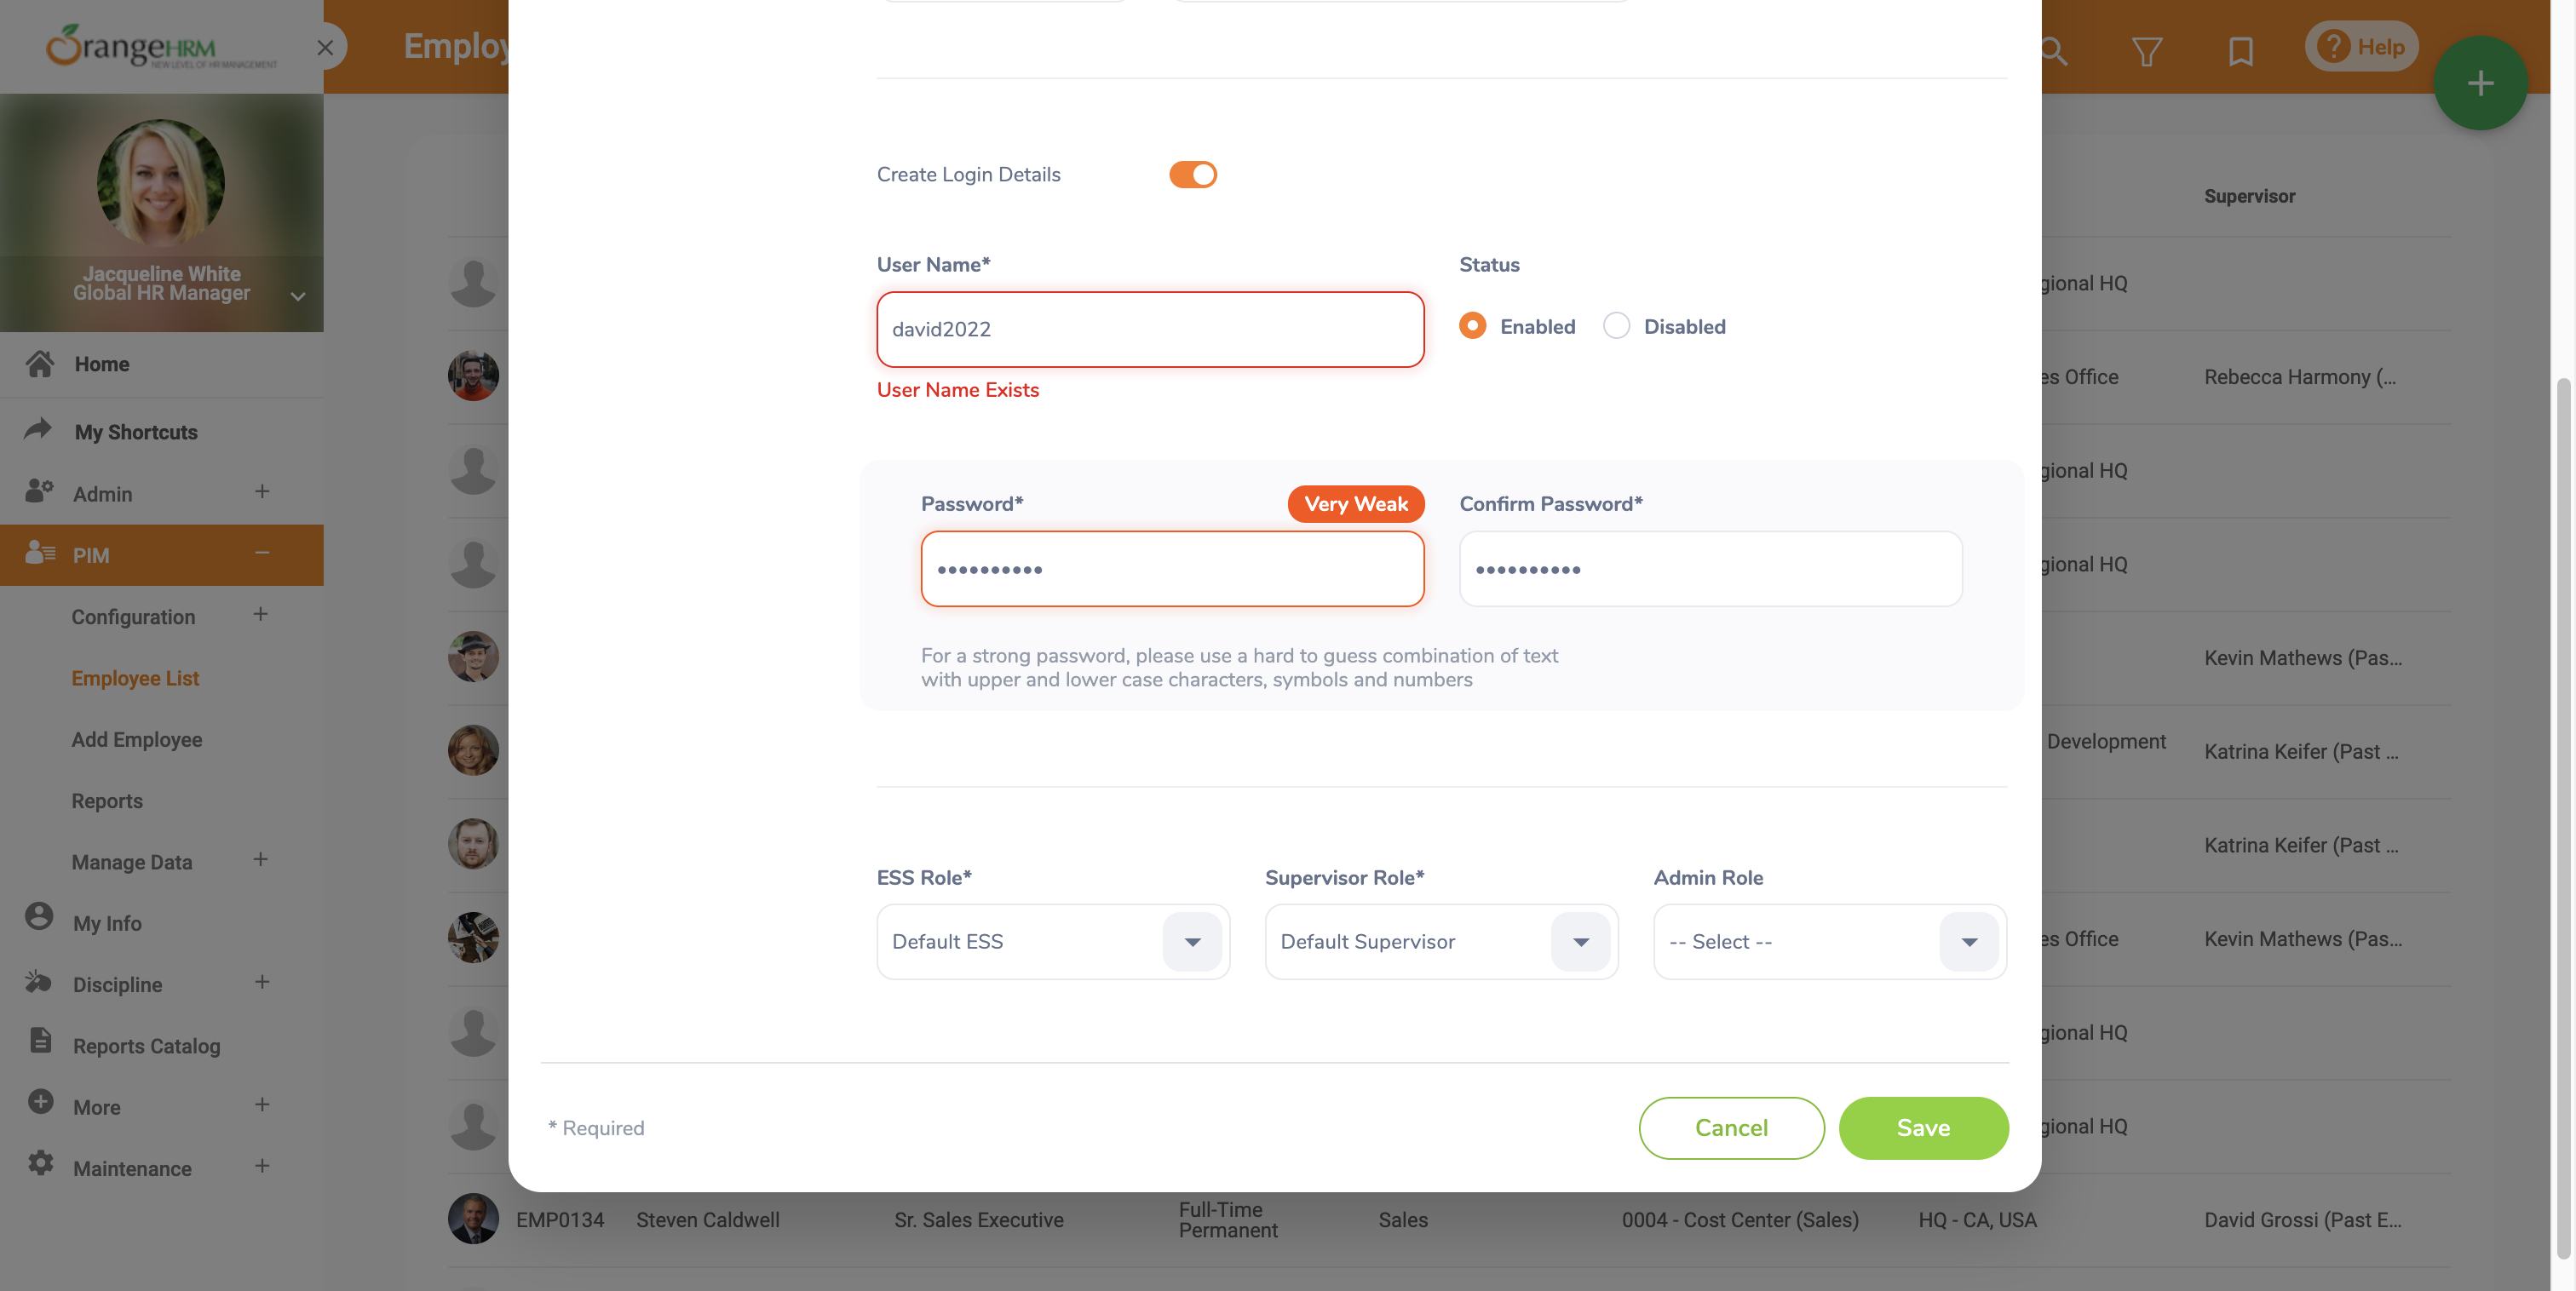 OrangeHRM
NEW LEVEL OF HR MANAGEMENT
Employ
Help
Jacqueline White
Global HR Manager
Home
My Shortcuts
Admin
PIM
Configuration
Employee List
Add Employee
Reports
Manage Data
My Info
Discipline
Reports Catalog
More
Maintenance
Create Login Details
User Name*
david2022
User Name Exists
Status
Enabled
Disabled
Password*
Very Weak
Confirm Password*
For a strong password, please use a hard to guess combination of text
with upper and lower case characters, symbols and numbers
ESS Role*
Default ESS
Supervisor Role*
Default Supervisor
Admin Role
-- Select --
* Required
Cancel
Save
Supervisor
gional HQ
es Office
Rebecca Harmony (...
gional HQ
gional HQ
Kevin Mathews (Pas...
Development
Katrina Keifer (Past ...
Katrina Keifer (Past ...
es Office
Kevin Mathews (Pas...
gional HQ
gional HQ
EMP0134
Steven Caldwell
Sr. Sales Executive
Full-Time
Permanent
Sales
0004 - Cost Center (Sales)
HQ - CA, USA
David Grossi (Past E...